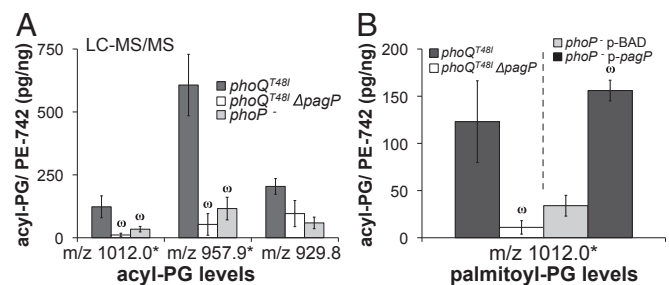 A
LC-MS/MS
acyl-PG/ PE-742 (pg/ng)
750
500
250
0
phoQT48I
phoQT48I ΔpagP
phoP -
ω
ω
ω
ω
m/z 1012.0* m/z 957.9* m/z 929.8
acyl-PG levels
B
acyl-PG/ PE-742 (pg/ng)
200
150
100
50
0
phoQT48I
phoQT48I ΔpagP
phoP - p-BAD
phoP - p-pagP
ω
ω
m/z 1012.0*
palmitoyl-PG levels